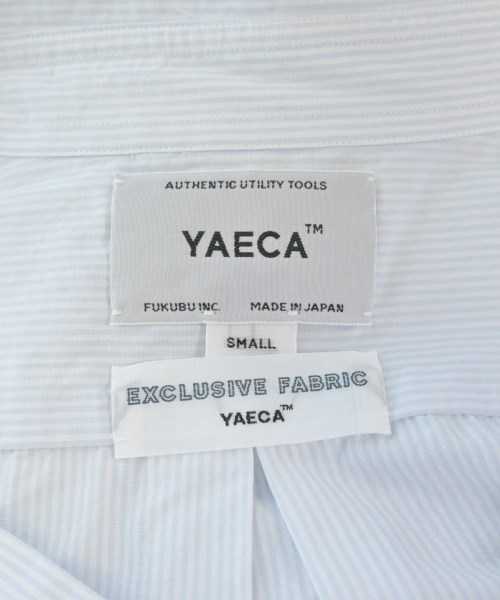 AUTHENTIC UTILITY TOOLS
YAECA™
FUKUBU INC. MADE IN JAPAN
SMALL
EXCLUSIVE FABRIC
YAECA™